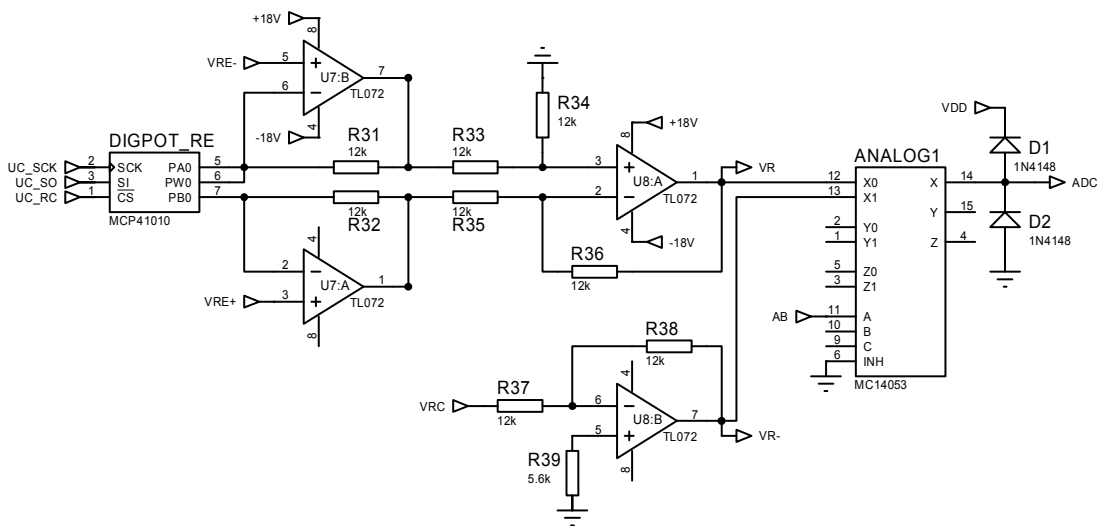 +18V
8
VRE-
5
U7:B
7
6
TL072
4
-18V
R34
12k
DIGPOT_RE
R31
12k
R33
12k
UC_SCK
2
SCK
PA0
5
UC_SO
3
SI
PW0
6
UC_RC
1
CS
PB0
7
MCP41010
R32
12k
R35
12k
+18V
8
3
U8:A
1
2
TL072
4
-18V
VR
R36
12k
4
2
U7:A
1
VRE+
3
TL072
8
VDD
D1
1N4148
ANALOG1
12
X0
X
14
ADC
13
X1
Y
15
D2
1N4148
2
Y0
Z
4
1
Y1
5
Z0
3
Z1
AB
11
A
10
B
9
C
6
INH
MC14053
R38
12k
R37
12k
VRC
4
6
U8:B
7
5
TL072
VR-
8
R39
5.6k